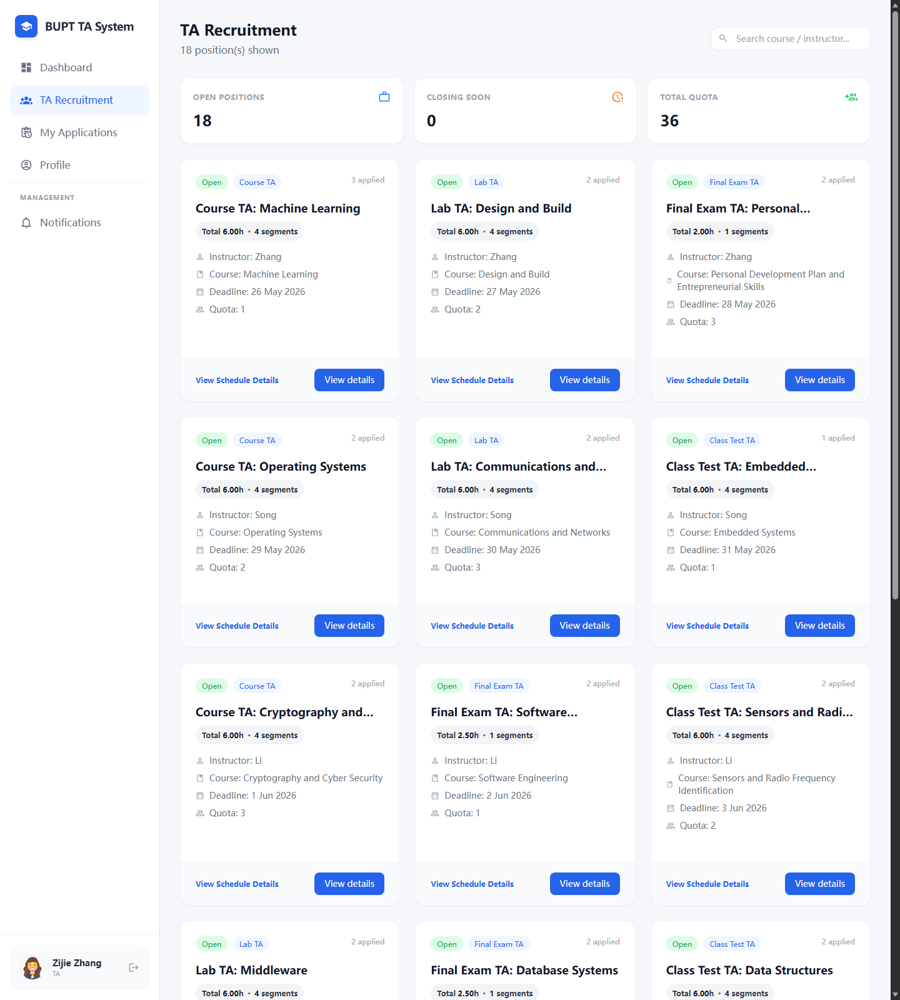 BUPT TA System
Dashboard
TA Recruitment
My Applications
Profile
MANAGEMENT
Notifications
Zijie Zhang
TA
TA Recruitment
18 position(s) shown
Search course / instructor...
OPEN POSITIONS
18
CLOSING SOON
0
TOTAL QUOTA
36
Open
Course TA
3 applied
Course TA: Machine Learning
Total 6.00h • 4 segments
Instructor: Zhang
Course: Machine Learning
Deadline: 26 May 2026
Quota: 1
View Schedule Details
View details
Open
Lab TA
2 applied
Lab TA: Design and Build
Total 6.00h • 4 segments
Instructor: Zhang
Course: Design and Build
Deadline: 27 May 2026
Quota: 2
View Schedule Details
View details
Open
Final Exam TA
2 applied
Final Exam TA: Personal...
Total 2.00h • 1 segments
Instructor: Zhang
Course: Personal Development Plan and
Entrepreneurial Skills
Deadline: 28 May 2026
Quota: 3
View Schedule Details
View details
Open
Course TA
2 applied
Course TA: Operating Systems
Total 6.00h • 4 segments
Instructor: Song
Course: Operating Systems
Deadline: 29 May 2026
Quota: 2
View Schedule Details
View details
Open
Lab TA
2 applied
Lab TA: Communications and...
Total 6.00h • 4 segments
Instructor: Song
Course: Communications and Networks
Deadline: 30 May 2026
Quota: 3
View Schedule Details
View details
Open
Class Test TA
1 applied
Class Test TA: Embedded...
Total 6.00h • 4 segments
Instructor: Song
Course: Embedded Systems
Deadline: 31 May 2026
Quota: 1
View Schedule Details
View details
Open
Course TA
2 applied
Course TA: Cryptography and...
Total 6.00h • 4 segments
Instructor: Li
Course: Cryptography and Cyber Security
Deadline: 1 Jun 2026
Quota: 3
View Schedule Details
View details
Open
Final Exam TA
2 applied
Final Exam TA: Software...
Total 2.50h • 1 segments
Instructor: Li
Course: Software Engineering
Deadline: 2 Jun 2026
Quota: 1
View Schedule Details
View details
Open
Class Test TA
2 applied
Class Test TA: Sensors and Radi...
Total 6.00h • 4 segments
Instructor: Li
Course: Sensors and Radio Frequency
Identification
Deadline: 3 Jun 2026
Quota: 2
View Schedule Details
View details
Open
Lab TA
2 applied
Lab TA: Middleware
Total 6.00h • 4 segments
Open
Final Exam TA
2 applied
Final Exam TA: Database Systems
Total 2.50h • 1 segments
Open
Class Test TA
2 applied
Class Test TA: Data Structures
Total 6.00h • 4 segments